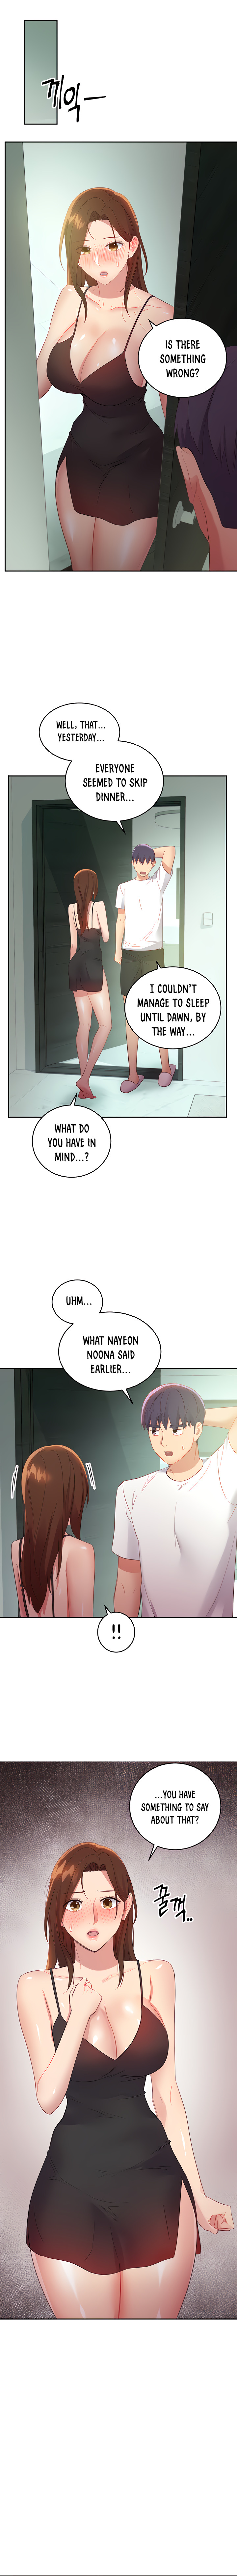 끼익—
IS THERE
SOMETHING
WRONG?
WELL, THAT...
YESTERDAY...
EVERYONE
SEEMED TO SKIP
DINNER...
I COULDN'T
MANAGE TO SLEEP
UNTIL DAWN, BY
THE WAY...
WHAT DO
YOU HAVE IN
MIND...?
UHM...
WHAT NAYEON
NOONA SAID
EARLIER...
!!
...YOU HAVE
SOMETHING TO SAY
ABOUT THAT?
꿀꺽..